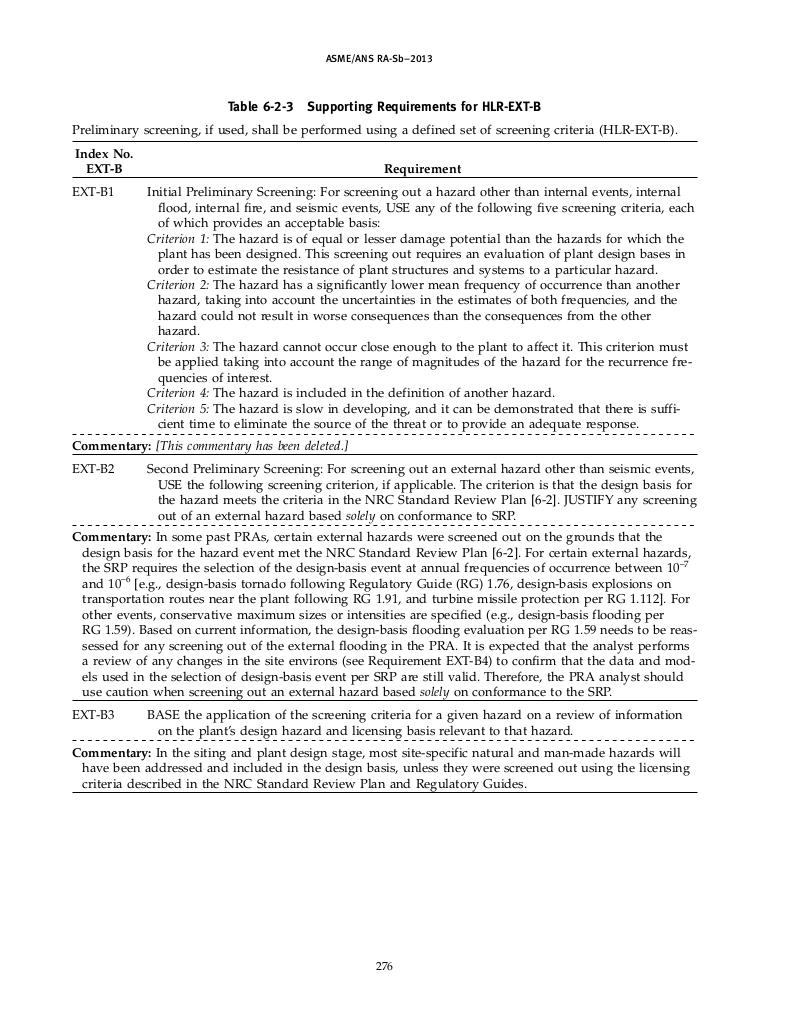 ASME/ANS RA-Sb–2013
Table 6-2-3 Supporting Requirements for HLR-EXT-B
Preliminary screening, if used, shall be performed using a defined set of screening criteria (HLR-EXT-B).
Index No.
EXT-B Requirement
EXT-B1 Initial Preliminary Screening: For screening out a hazard other than internal events, internal
flood, internal fire, and seismic events, USE any of the following five screening criteria, each
of which provides an acceptable basis:
Criterion 1: The hazard is of equal or lesser damage potential than the hazards for which the
plant has been designed. This screening out requires an evaluation of plant design bases in
order to estimate the resistance of plant structures and systems to a particular hazard.
Criterion 2: The hazard has a significantly lower mean frequency of occurrence than another
hazard, taking into account the uncertainties in the estimates of both frequencies, and the
hazard could not result in worse consequences than the consequences from the other
hazard.
Criterion 3: The hazard cannot occur close enough to the plant to affect it. This criterion must
be applied taking into account the range of magnitudes of the hazard for the recurrence fre-
quencies of interest.
Criterion 4: The hazard is included in the definition of another hazard.
Criterion 5: The hazard is slow in developing, and it can be demonstrated that there is suffi-
cient time to eliminate the source of the threat or to provide an adequate response.
Commentary: [This commentary has been deleted.]
EXT-B2 Second Preliminary Screening: For screening out an external hazard other than seismic events,
USE the following screening criterion, if applicable. The criterion is that the design basis for
the hazard meets the criteria in the NRC Standard Review Plan [6-2]. JUSTIFY any screening
out of an external hazard based solely on conformance to SRP.
Commentary: In some past PRAs, certain external hazards were screened out on the grounds that the
design basis for the hazard event met the NRC Standard Review Plan [6-2]. For certain external hazards,
the SRP requires the selection of the design-basis event at annual frequencies of occurrence between 10⁻⁷
and 10⁻⁶ [e.g., design-basis tornado following Regulatory Guide (RG) 1.76, design-basis explosions on
transportation routes near the plant following RG 1.91, and turbine missile protection per RG 1.112]. For
other events, conservative maximum sizes or intensities are specified (e.g., design-basis flooding per
RG 1.59). Based on current information, the design-basis flooding evaluation per RG 1.59 needs to be reas-
sessed for any screening out of the external flooding in the PRA. It is expected that the analyst performs
a review of any changes in the site environs (see Requirement EXT-B4) to confirm that the data and mod-
els used in the selection of design-basis event per SRP are still valid. Therefore, the PRA analyst should
use caution when screening out an external hazard based solely on conformance to the SRP.
EXT-B3 BASE the application of the screening criteria for a given hazard on a review of information
on the plant's design hazard and licensing basis relevant to that hazard.
Commentary: In the siting and plant design stage, most site-specific natural and man-made hazards will
have been addressed and included in the design basis, unless they were screened out using the licensing
criteria described in the NRC Standard Review Plan and Regulatory Guides.
276